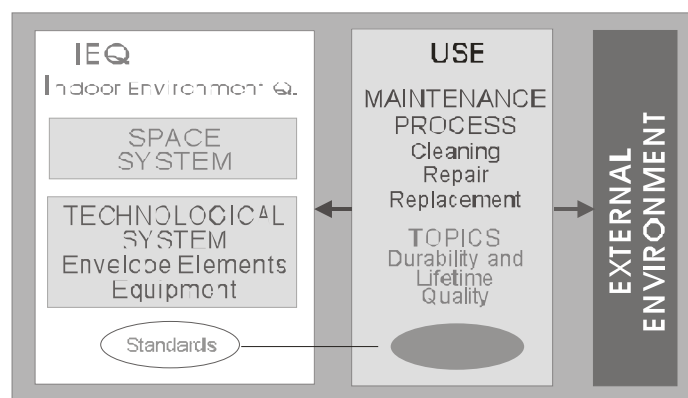 IEQ
Indoor Environment Q.
SPACE
SYSTEM
TECHNOLOGICAL
SYSTEM
Envelope Elements
Equipment
Standards
USE
MAINTENANCE
PROCESS
Cleaning
Repair
Replacement
TOPICS
Durability and
Lifetime
Quality
EXTERNAL
ENVIRONMENT